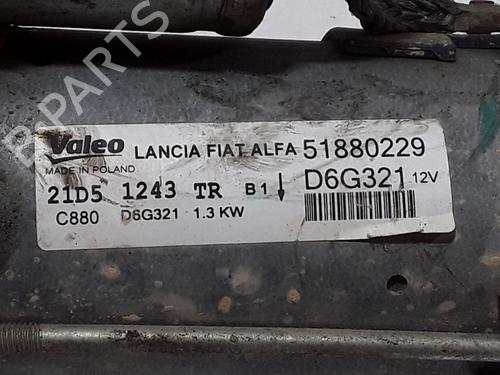 B-PARTS
Valeo LANCIA FIAT ALFA 51880229
MADE IN POLAND
21D5 1243 TR B1↓ D6G321 12V
C880 D6G321 1.3 KW